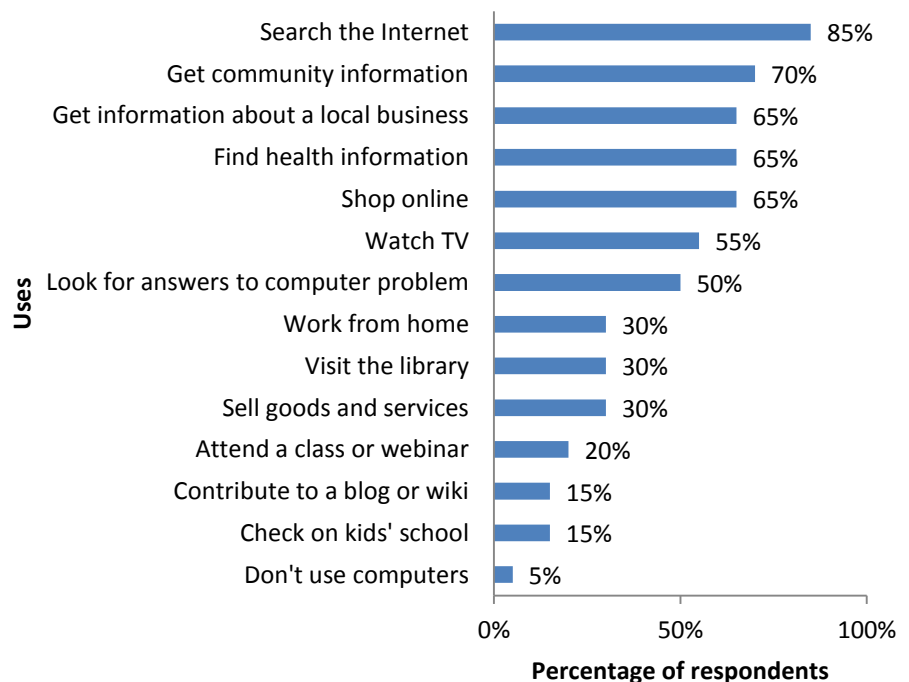 Search the Internet 85%
Get community information 70%
Get information about a local business 65%
Find health information 65%
Shop online 65%
Watch TV 55%
Look for answers to computer problem 50%
Work from home 30%
Visit the library 30%
Sell goods and services 30%
Attend a class or webinar 20%
Contribute to a blog or wiki 15%
Check on kids' school 15%
Don't use computers 5%
Uses
0% 50% 100%
Percentage of respondents